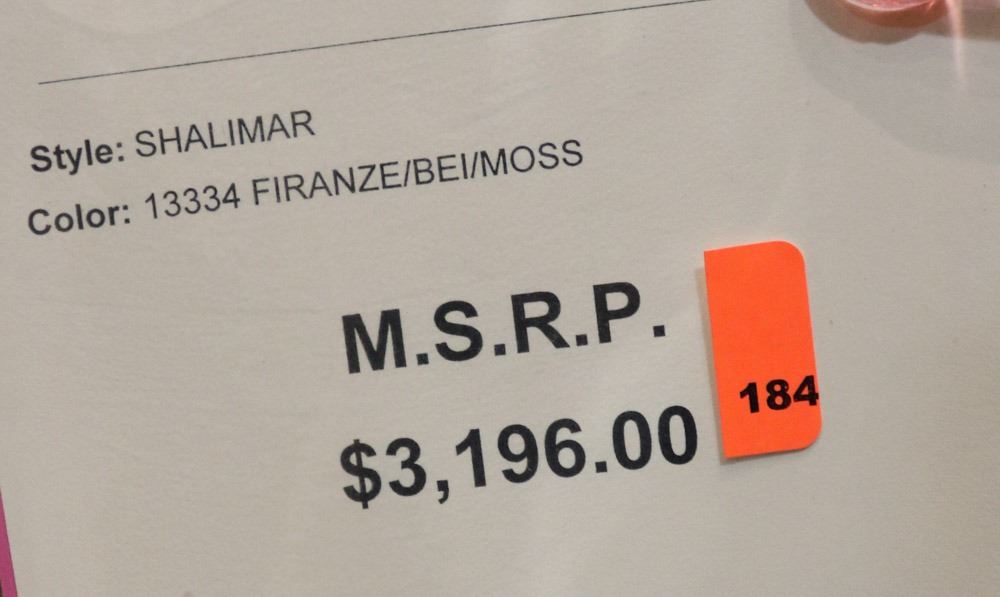 Style: SHALIMAR
Color: 13334 FIRANZE/BEI/MOSS
M.S.R.P.
$3,196.00
184